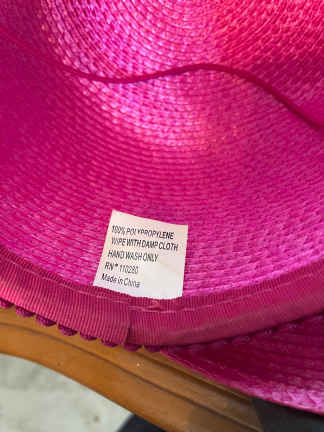 100% POLYPROPYLENE
WIPE WITH DAMP CLOTH
HAND WASH ONLY
RN# 110280
Made in China